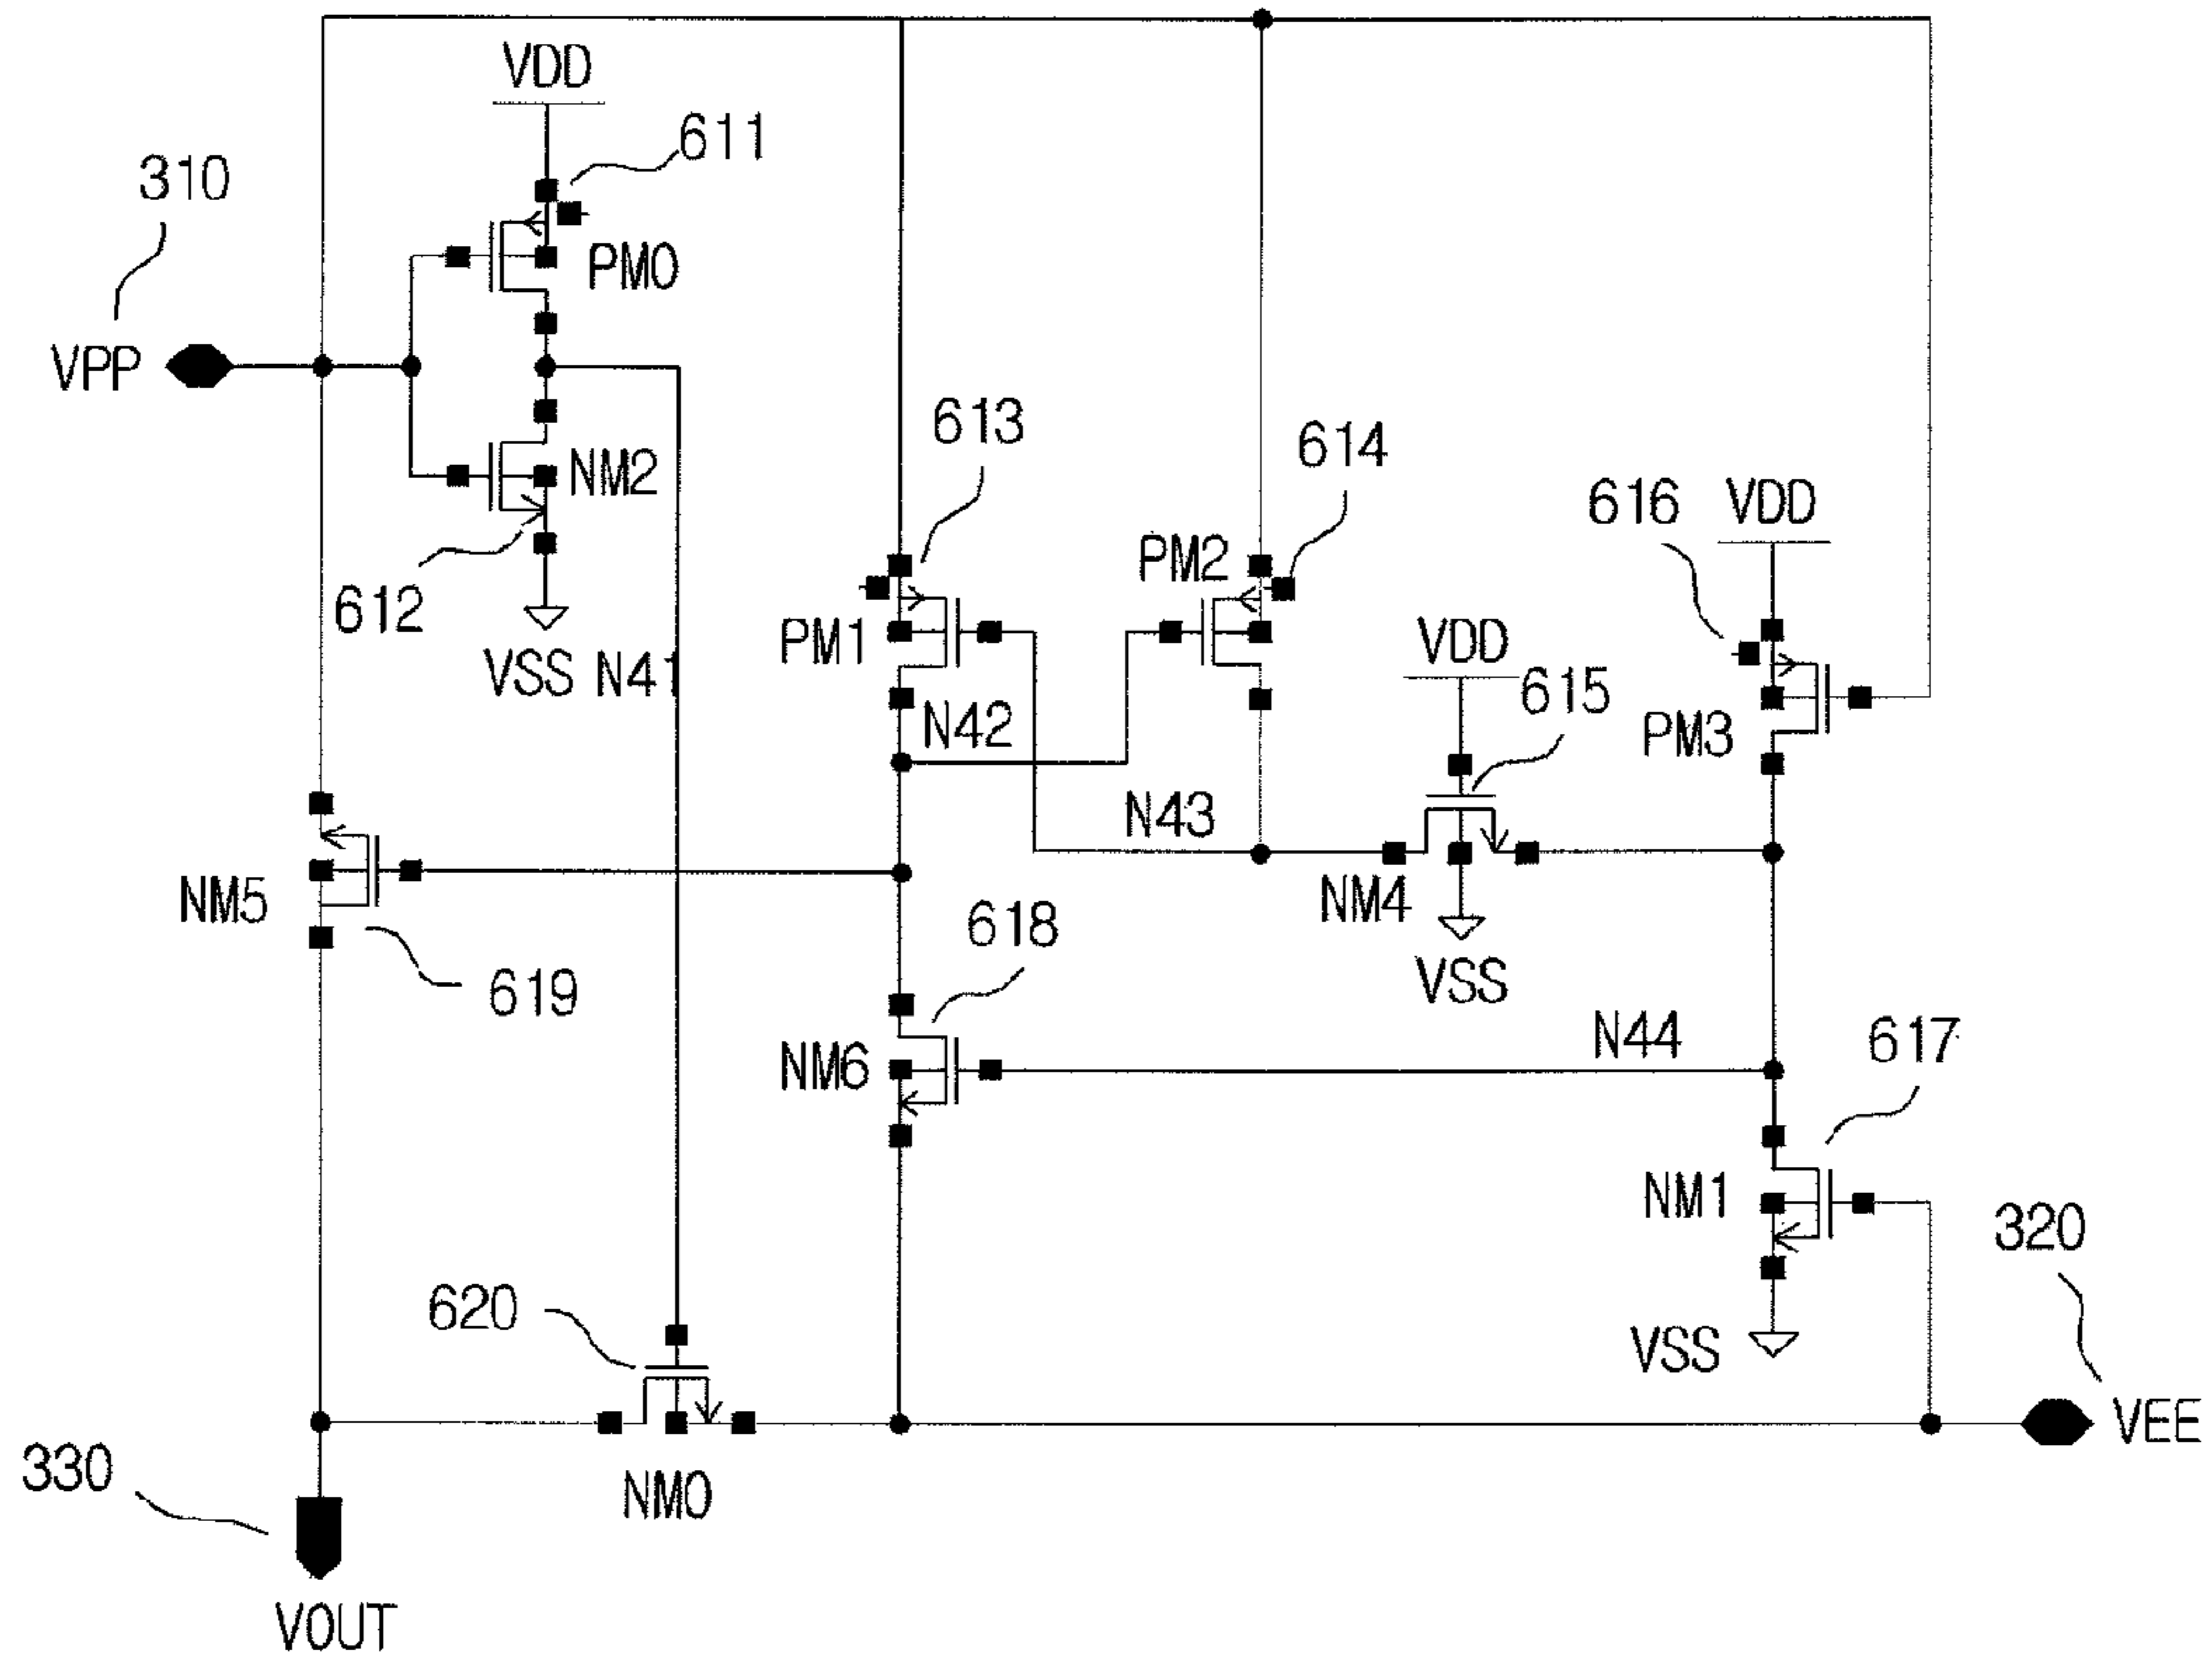 VDD
611
310
PM0
VPP
613
614
NM2
616
VDD
PM2
612
PM1
VDD
615
VSS
N41
N42
PM3
N43
NM5
NM4
618
619
VSS
N44
617
NM6
NM1
320
620
VSS
VEE
330
NM0
VOUT